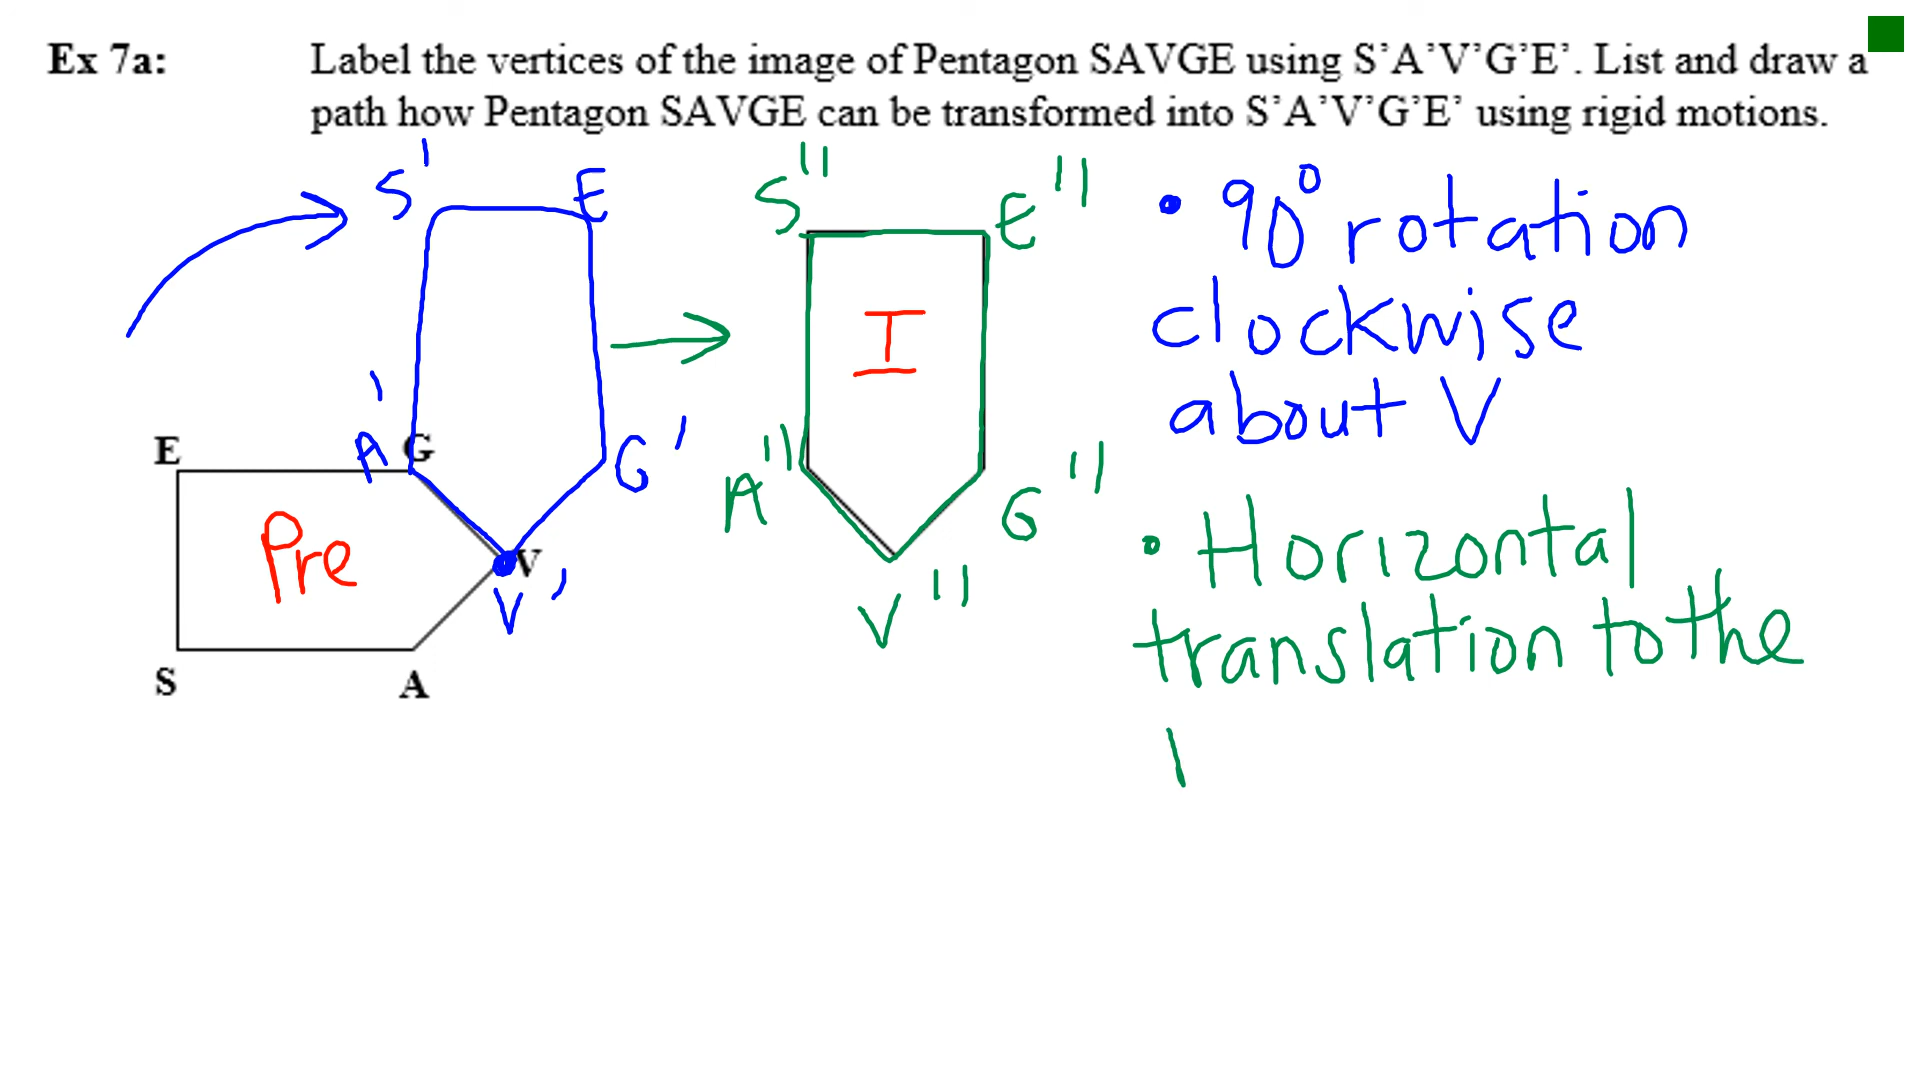 Ex 7a: Label the vertices of the image of Pentagon SAVGE using S’A’V’G’E’. List and draw a
path how Pentagon SAVGE can be transformed into S’A’V’G’E’ using rigid motions.
S' E S'' E''
• 90° rotation
clockwise
about V
I
E A' G G' A'' G''
Pre V
V' V''
S A
• Horizontal
translation to the